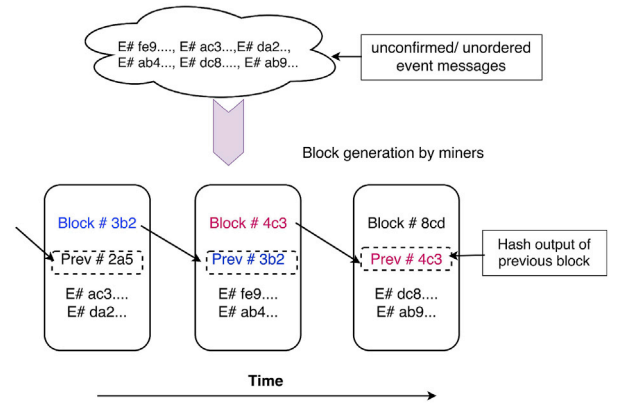 E# fe9...., E# ac3...,E# da2..,
E# ab4..., E# dc8...., E# ab9...
unconfirmed/ unordered
event messages
Block generation by miners
Block # 3b2
Prev # 2a5
E# ac3....
E# da2...
Block # 4c3
Prev # 3b2
E# fe9....
E# ab4...
Block # 8cd
Prev # 4c3
E# dc8....
E# ab9...
Hash output of
previous block
Time